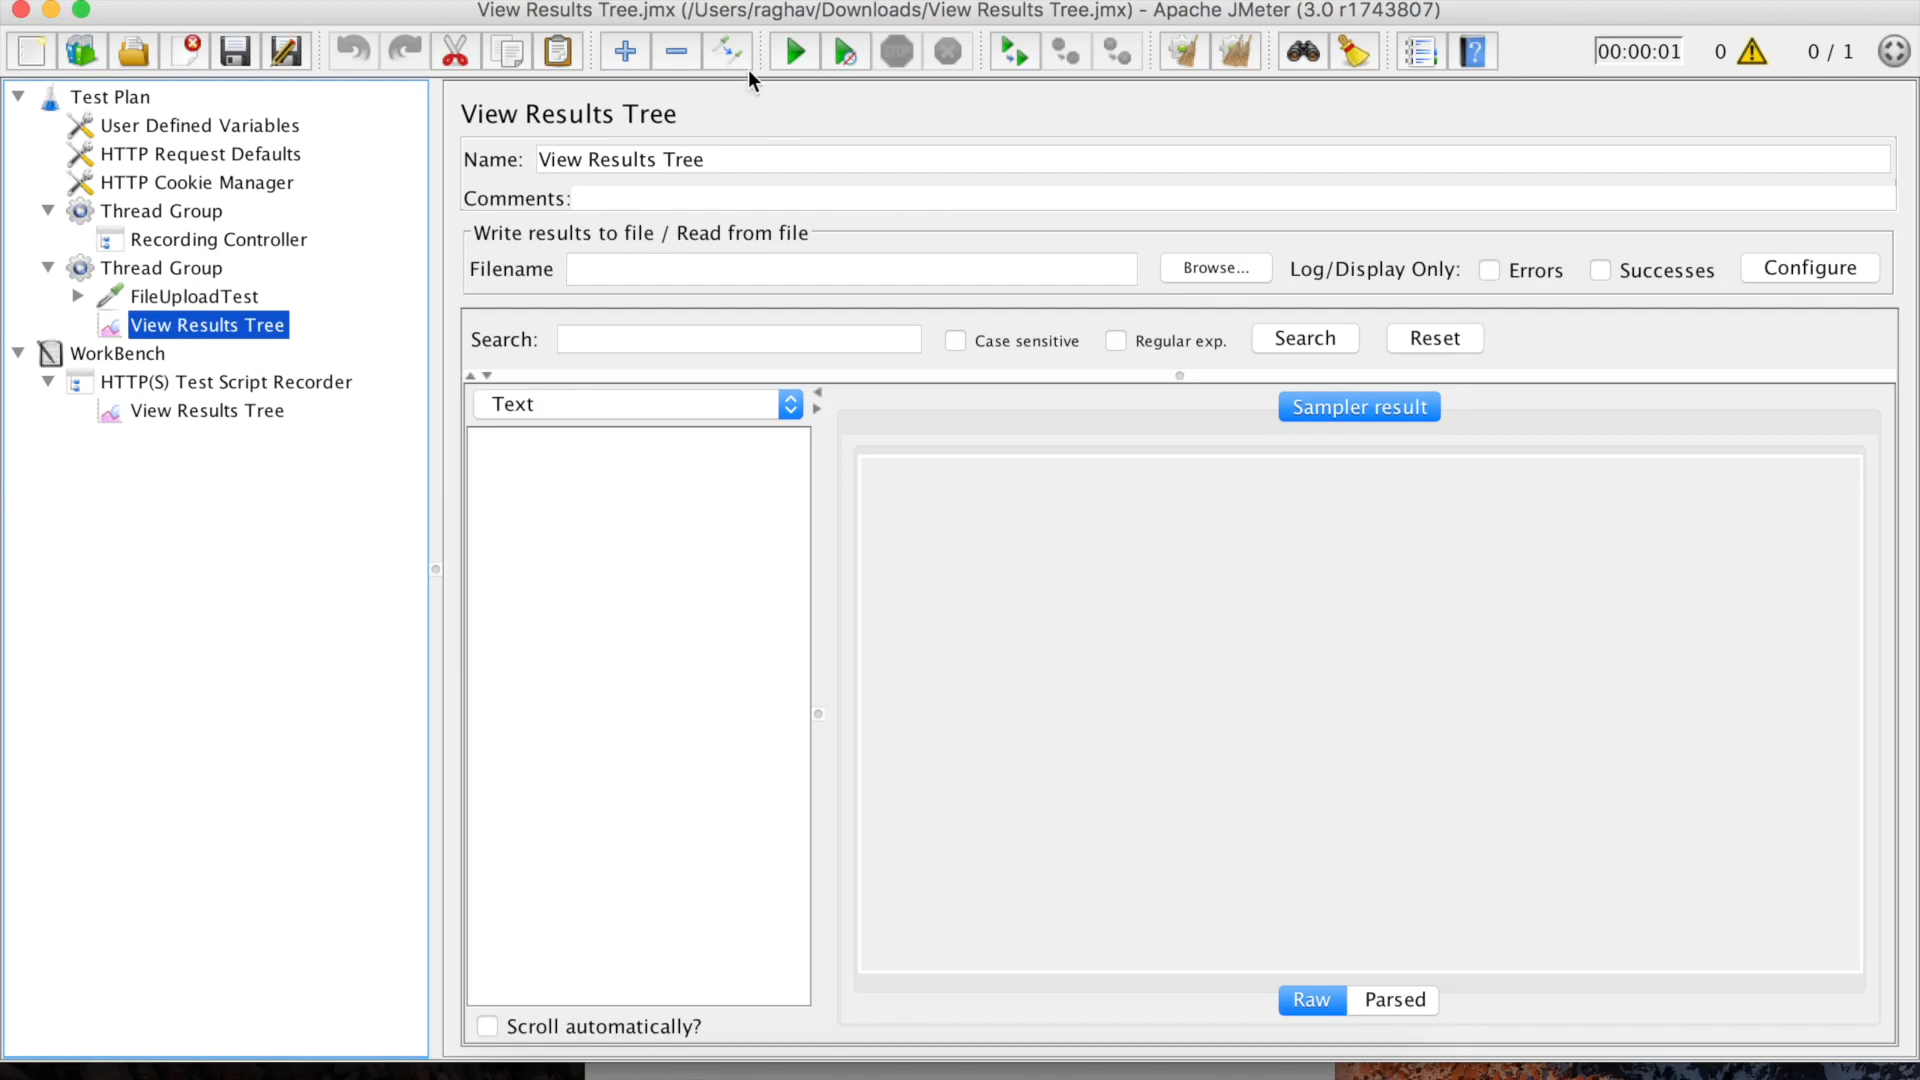 View Results Tree.jmx (/Users/raghav/Downloads/View Results Tree.jmx) - Apache JMeter (3.0 r1743807)
STOP
00:00:01 0 0 / 1
Test Plan
User Defined Variables
HTTP Request Defaults
HTTP Cookie Manager
Thread Group
Recording Controller
Thread Group
FileUploadTest
View Results Tree
WorkBench
HTTP(S) Test Script Recorder
View Results Tree
View Results Tree
Name: View Results Tree
Comments:
Write results to file / Read from file
Filename Browse... Log/Display Only: Errors Successes Configure
Search: Case sensitive Regular exp. Search Reset
Text
Sampler result
Raw Parsed
Scroll automatically?